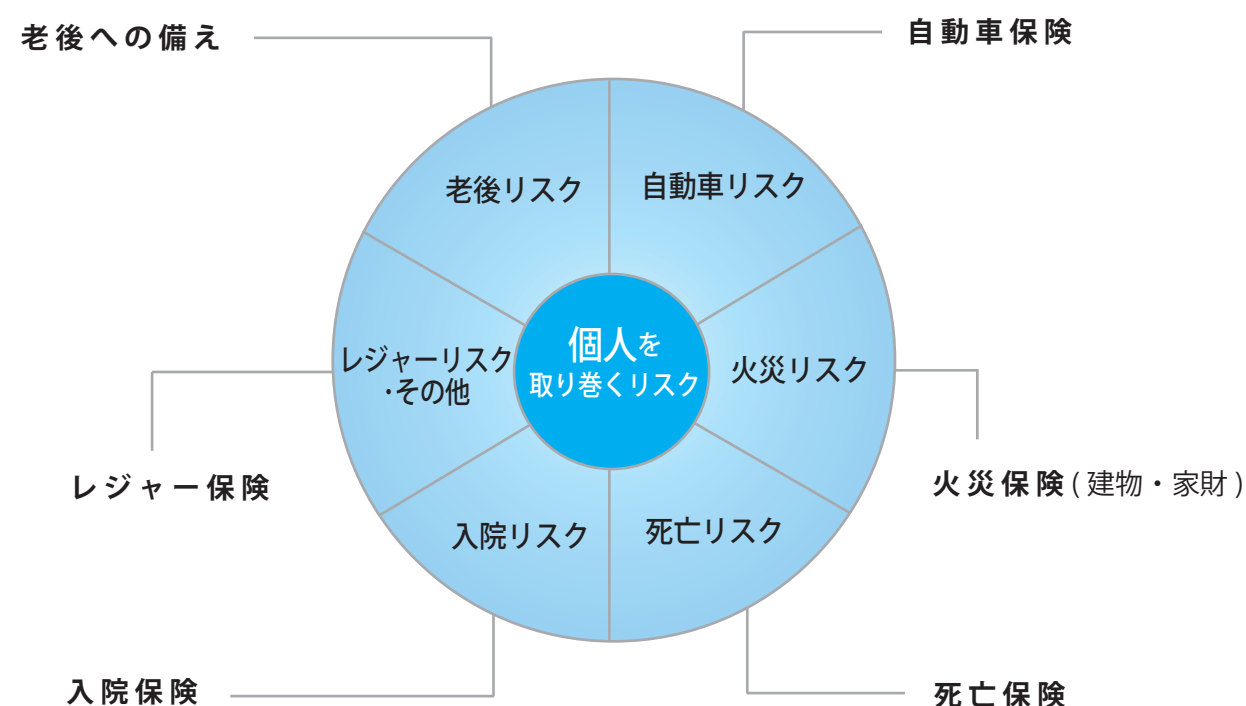 老後への備え
自動車保険
老後リスク
自動車リスク
個人を
取り巻くリスク
レジャーリスク
・その他
火災リスク
レジャー保険
火災保険(建物・家財)
入院リスク
死亡リスク
入院保険
死亡保険